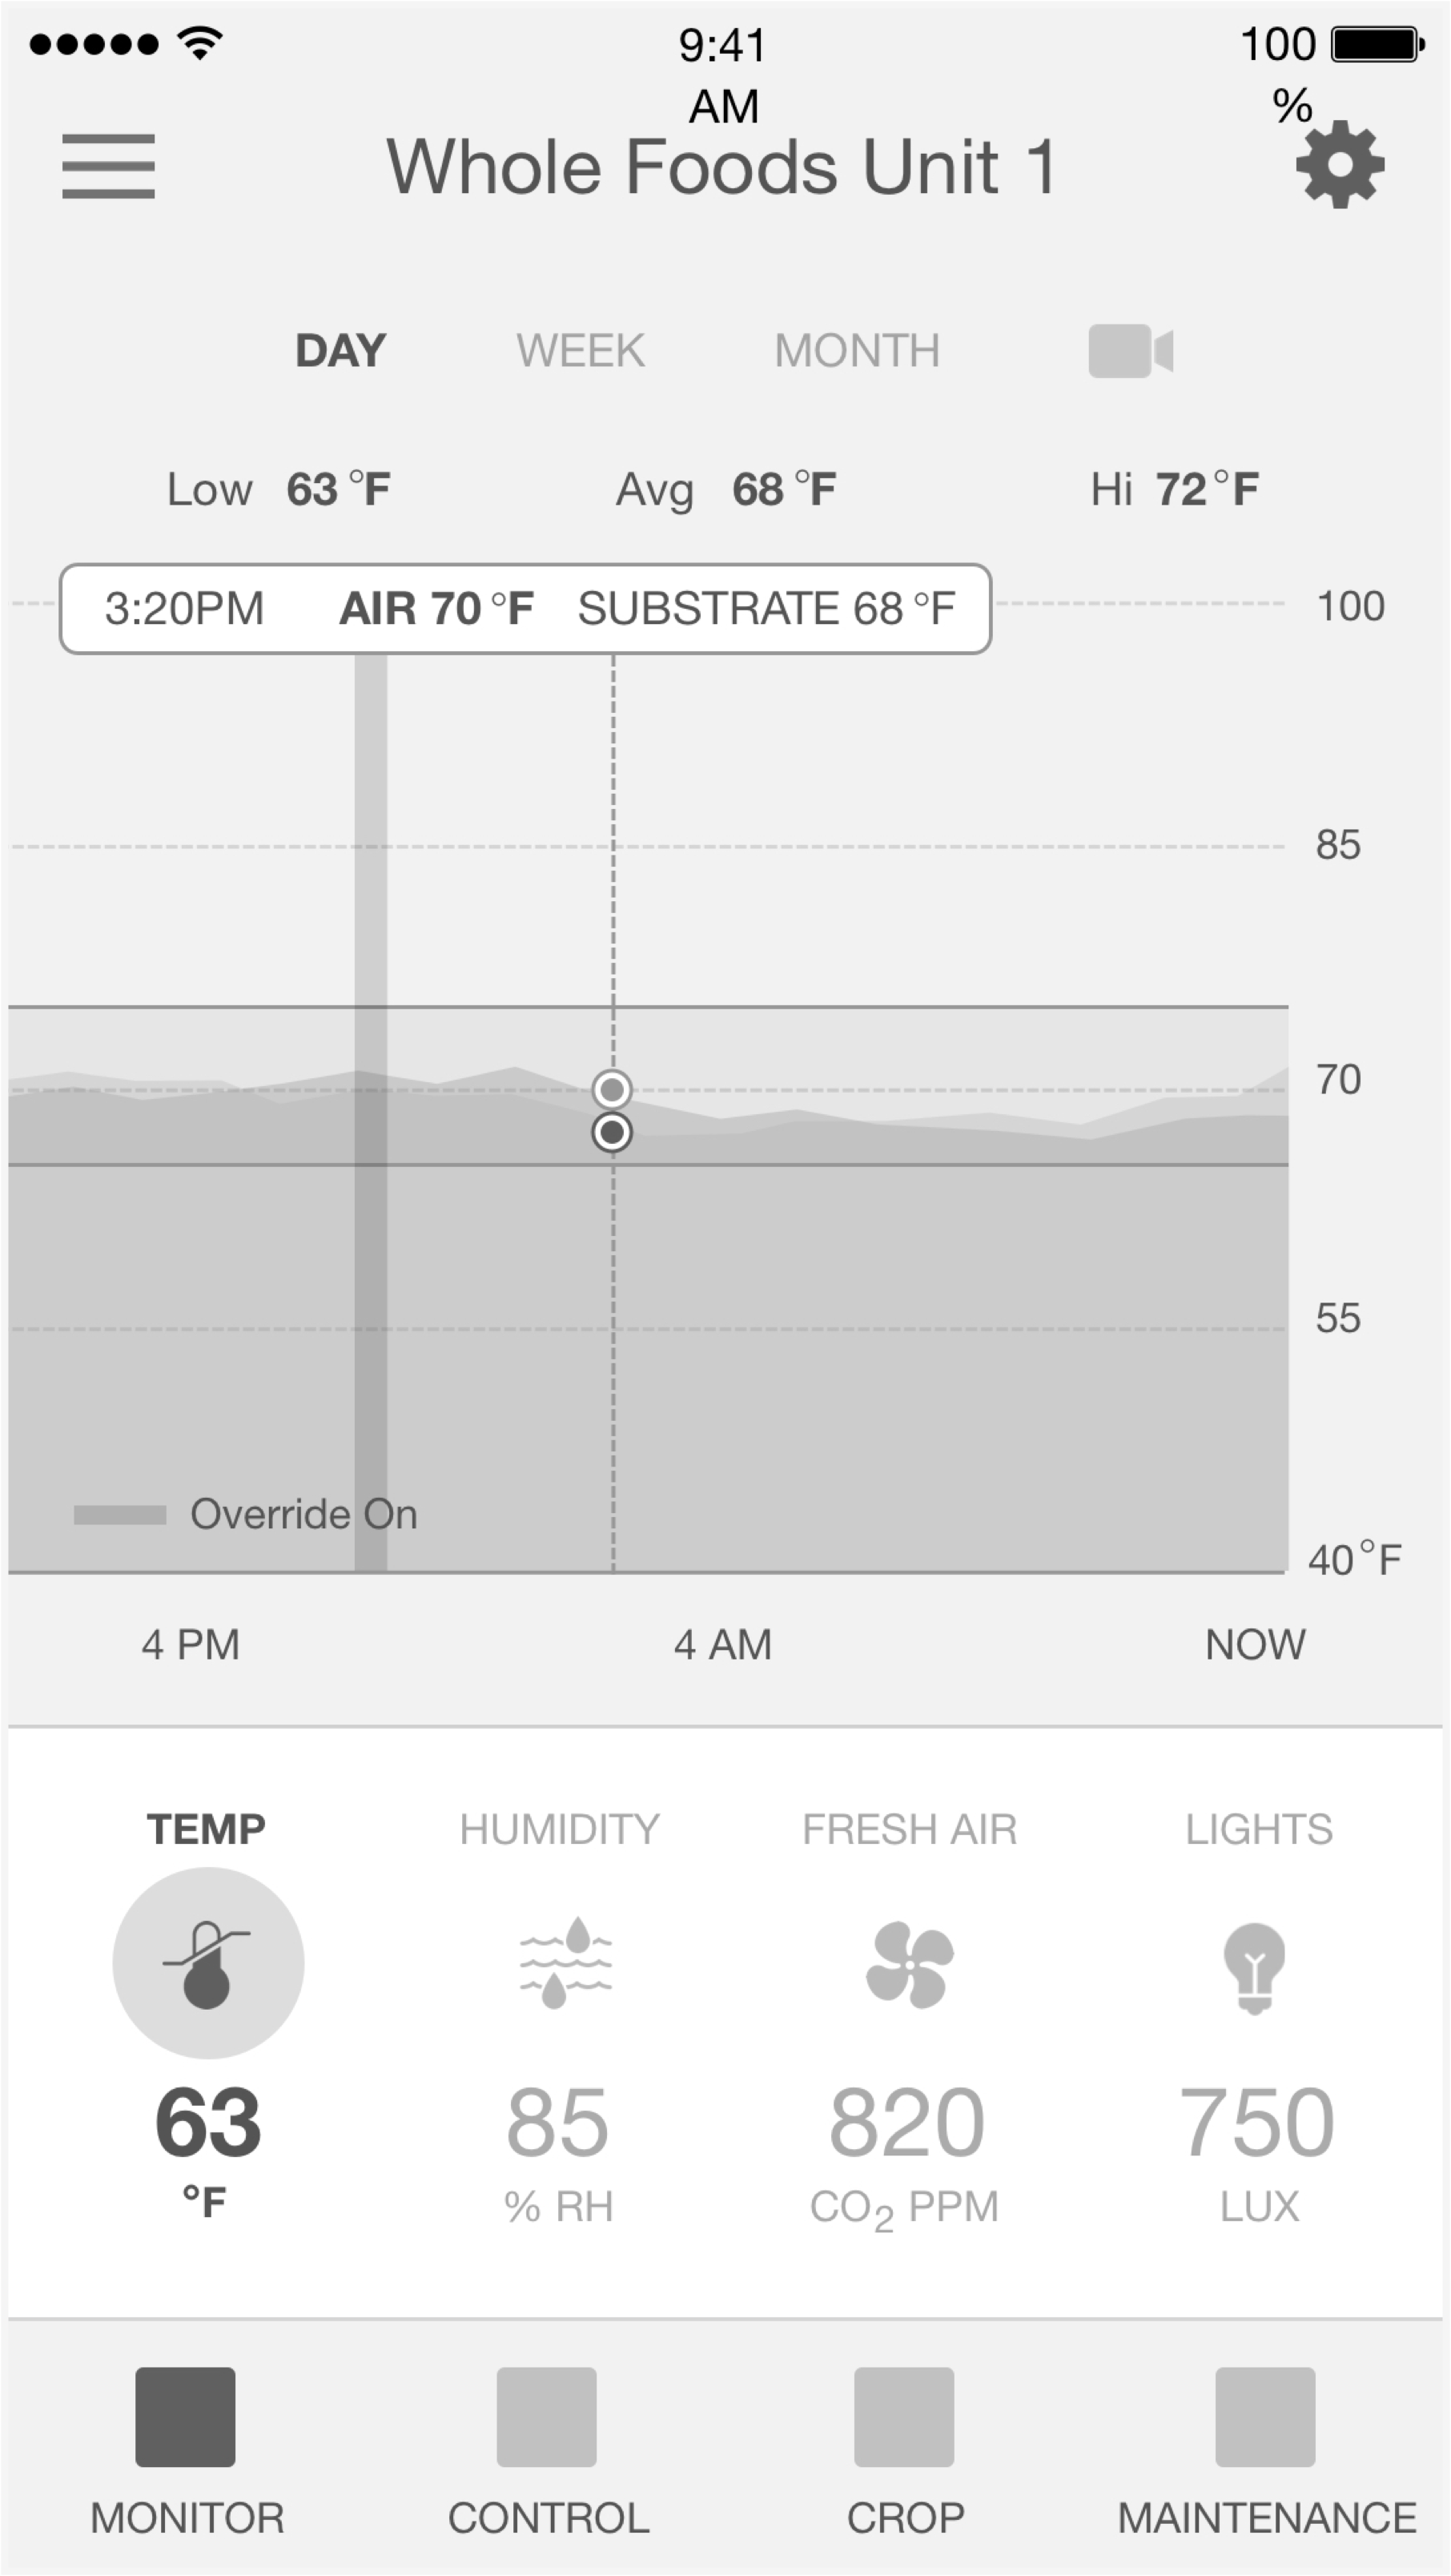 9:41 AM
100 %
Whole Foods Unit 1
DAY WEEK MONTH
Low 63 °F Avg 68 °F Hi 72°F
3:20PM AIR 70 °F SUBSTRATE 68 °F
100
85
70
55
Override On
40°F
4 PM 4 AM NOW
TEMP HUMIDITY FRESH AIR LIGHTS
63 85 820 750
°F % RH CO₂ PPM LUX
MONITOR CONTROL CROP MAINTENANCE